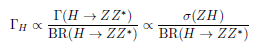 Γ_H ∝ Γ(H → ZZ*) / BR(H → ZZ*) ∝ σ(ZH) / BR(H → ZZ*)